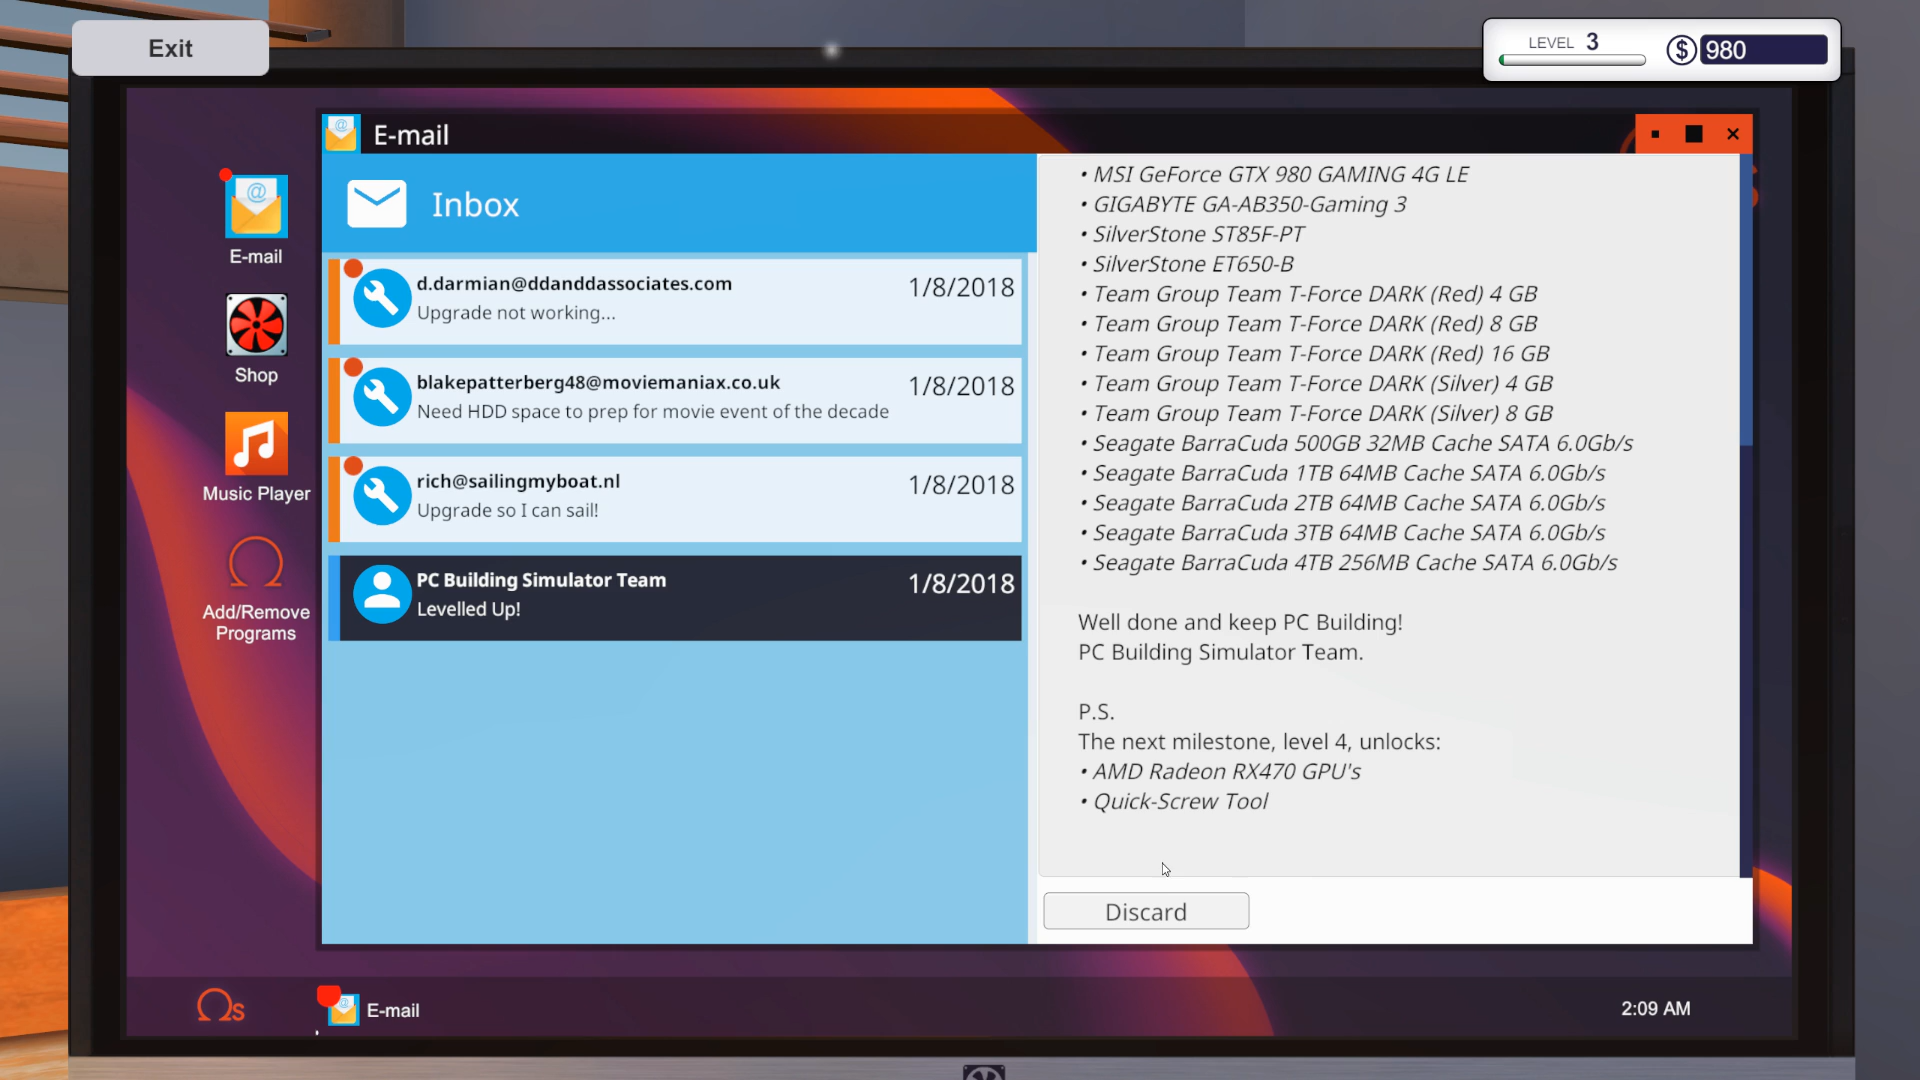 Exit
LEVEL 3
$ 980
E-mail
Inbox
d.darmian@ddanddassociates.com
1/8/2018
Upgrade not working...
blakepatterberg48@moviemaniax.co.uk
1/8/2018
Need HDD space to prep for movie event of the decade
rich@sailingmyboat.nl
1/8/2018
Upgrade so I can sail!
PC Building Simulator Team
1/8/2018
Levelled Up!
• MSI GeForce GTX 980 GAMING 4G LE
• GIGABYTE GA-AB350-Gaming 3
• SilverStone ST85F-PT
• SilverStone ET650-B
• Team Group Team T-Force DARK (Red) 4 GB
• Team Group Team T-Force DARK (Red) 8 GB
• Team Group Team T-Force DARK (Red) 16 GB
• Team Group Team T-Force DARK (Silver) 4 GB
• Team Group Team T-Force DARK (Silver) 8 GB
• Seagate BarraCuda 500GB 32MB Cache SATA 6.0Gb/s
• Seagate BarraCuda 1TB 64MB Cache SATA 6.0Gb/s
• Seagate BarraCuda 2TB 64MB Cache SATA 6.0Gb/s
• Seagate BarraCuda 3TB 64MB Cache SATA 6.0Gb/s
• Seagate BarraCuda 4TB 256MB Cache SATA 6.0Gb/s
Well done and keep PC Building!
PC Building Simulator Team.
P.S.
The next milestone, level 4, unlocks:
• AMD Radeon RX470 GPU's
• Quick-Screw Tool
Discard
E-mail
Shop
Music Player
Add/Remove
Programs
Ωs
E-mail
2:09 AM